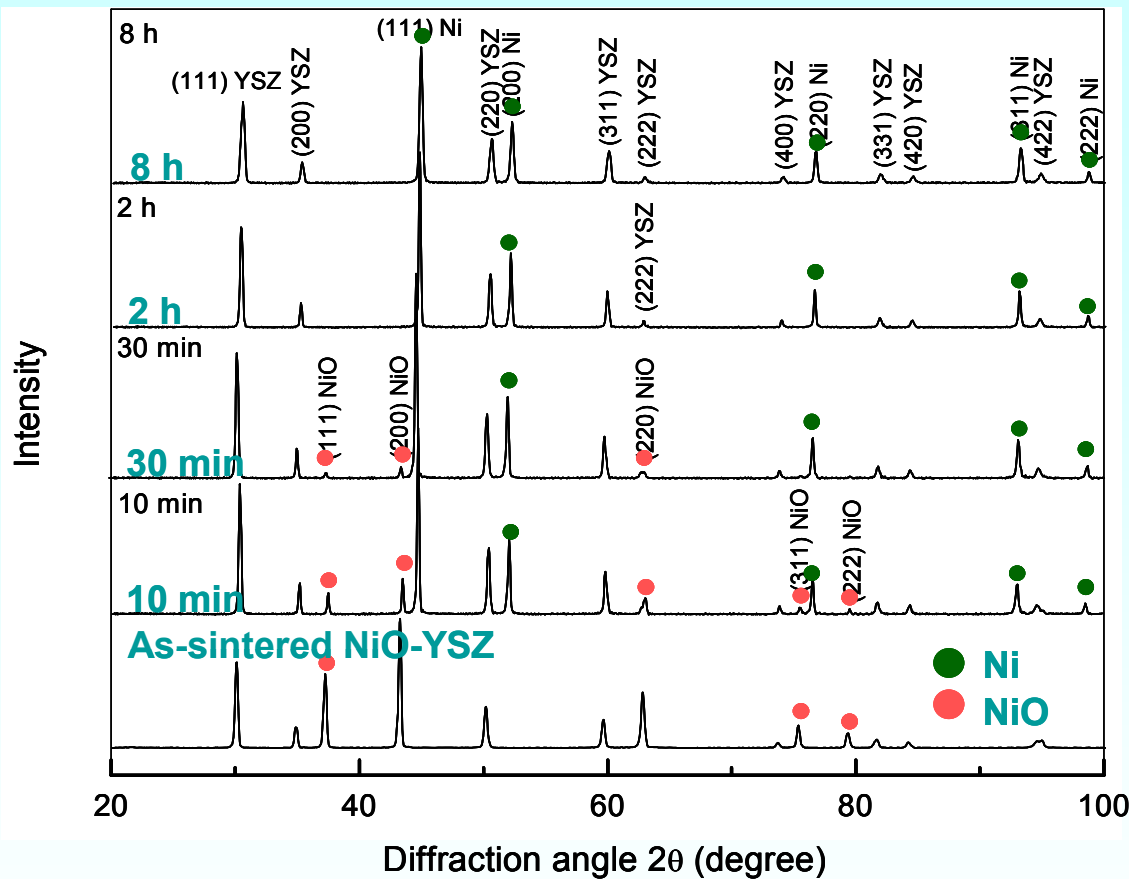 8 h
(111) YSZ
(200) YSZ
(111) Ni
(220) YSZ
(200) Ni
(311) YSZ
(222) YSZ
(400) YSZ
(220) Ni
(331) YSZ
(420) YSZ
(311) Ni
(422) YSZ
(222) Ni
8 h
2 h
(222) YSZ
2 h
30 min
(111) NiO
(200) NiO
(220) NiO
30 min
10 min
(311) NiO
(222) NiO
10 min
As-sintered NiO-YSZ
Ni
NiO
Intensity
20 40 60 80 100
Diffraction angle 2θ (degree)